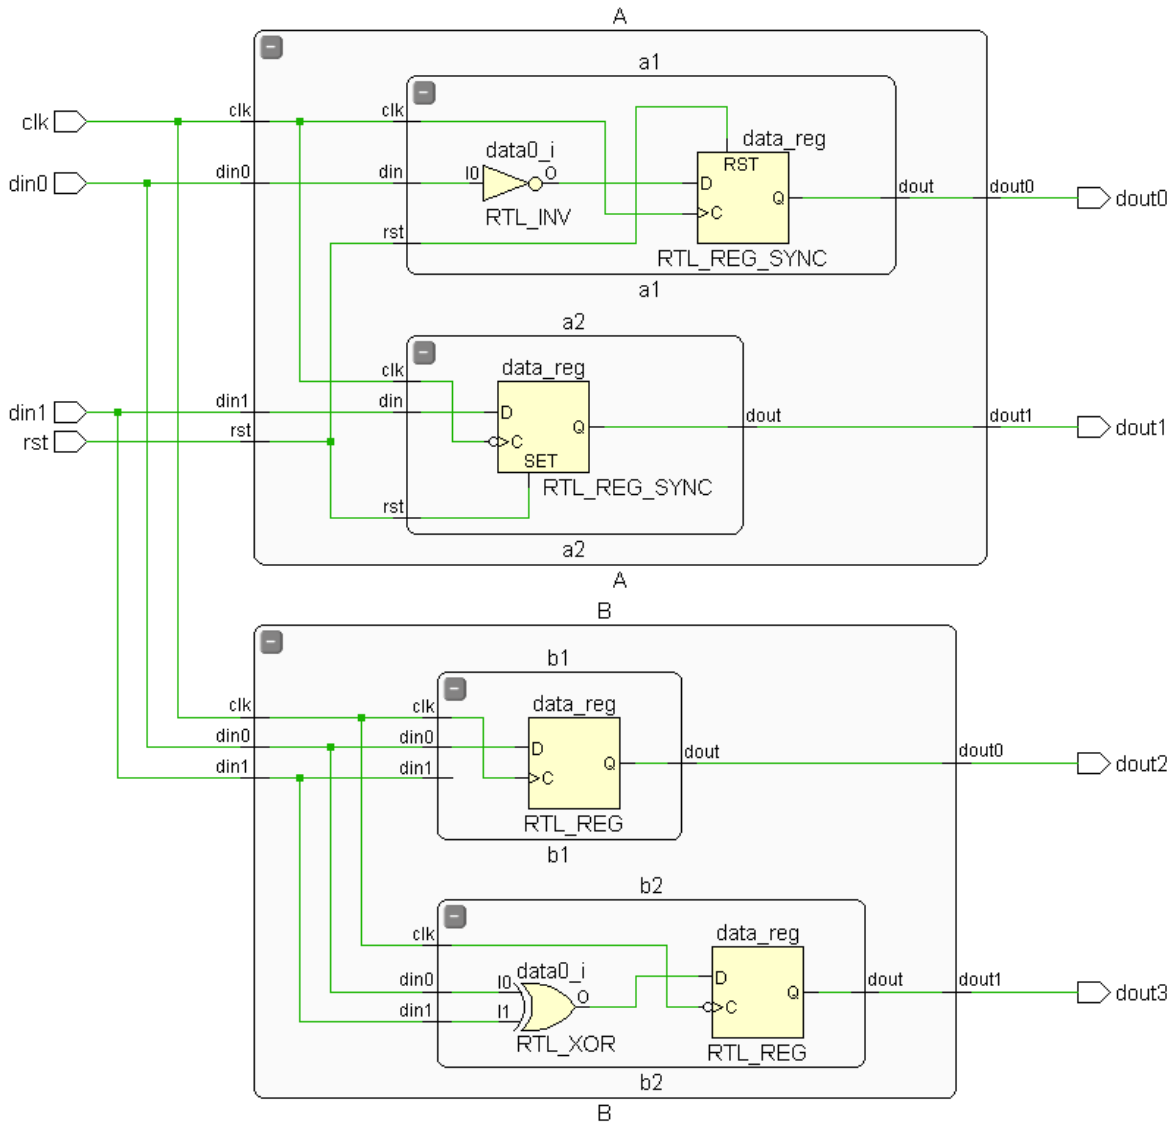 A
a1
clk
clk
clk
data_reg
din0
din0
din
data0_i
I0
O
RST
D
Q
C
dout
dout0
dout0
RTL_INV
rst
RTL_REG_SYNC
a1
a2
clk
data_reg
din1
din1
din
D
Q
C
SET
dout
dout1
dout1
rst
rst
RTL_REG_SYNC
rst
a2
A
B
b1
clk
clk
data_reg
din0
din0
D
Q
C
dout
dout0
dout2
din1
din1
RTL_REG
b1
b2
clk
data_reg
din0
I0
data0_i
O
D
Q
C
dout
dout1
dout3
din1
I1
RTL_XOR
RTL_REG
b2
B